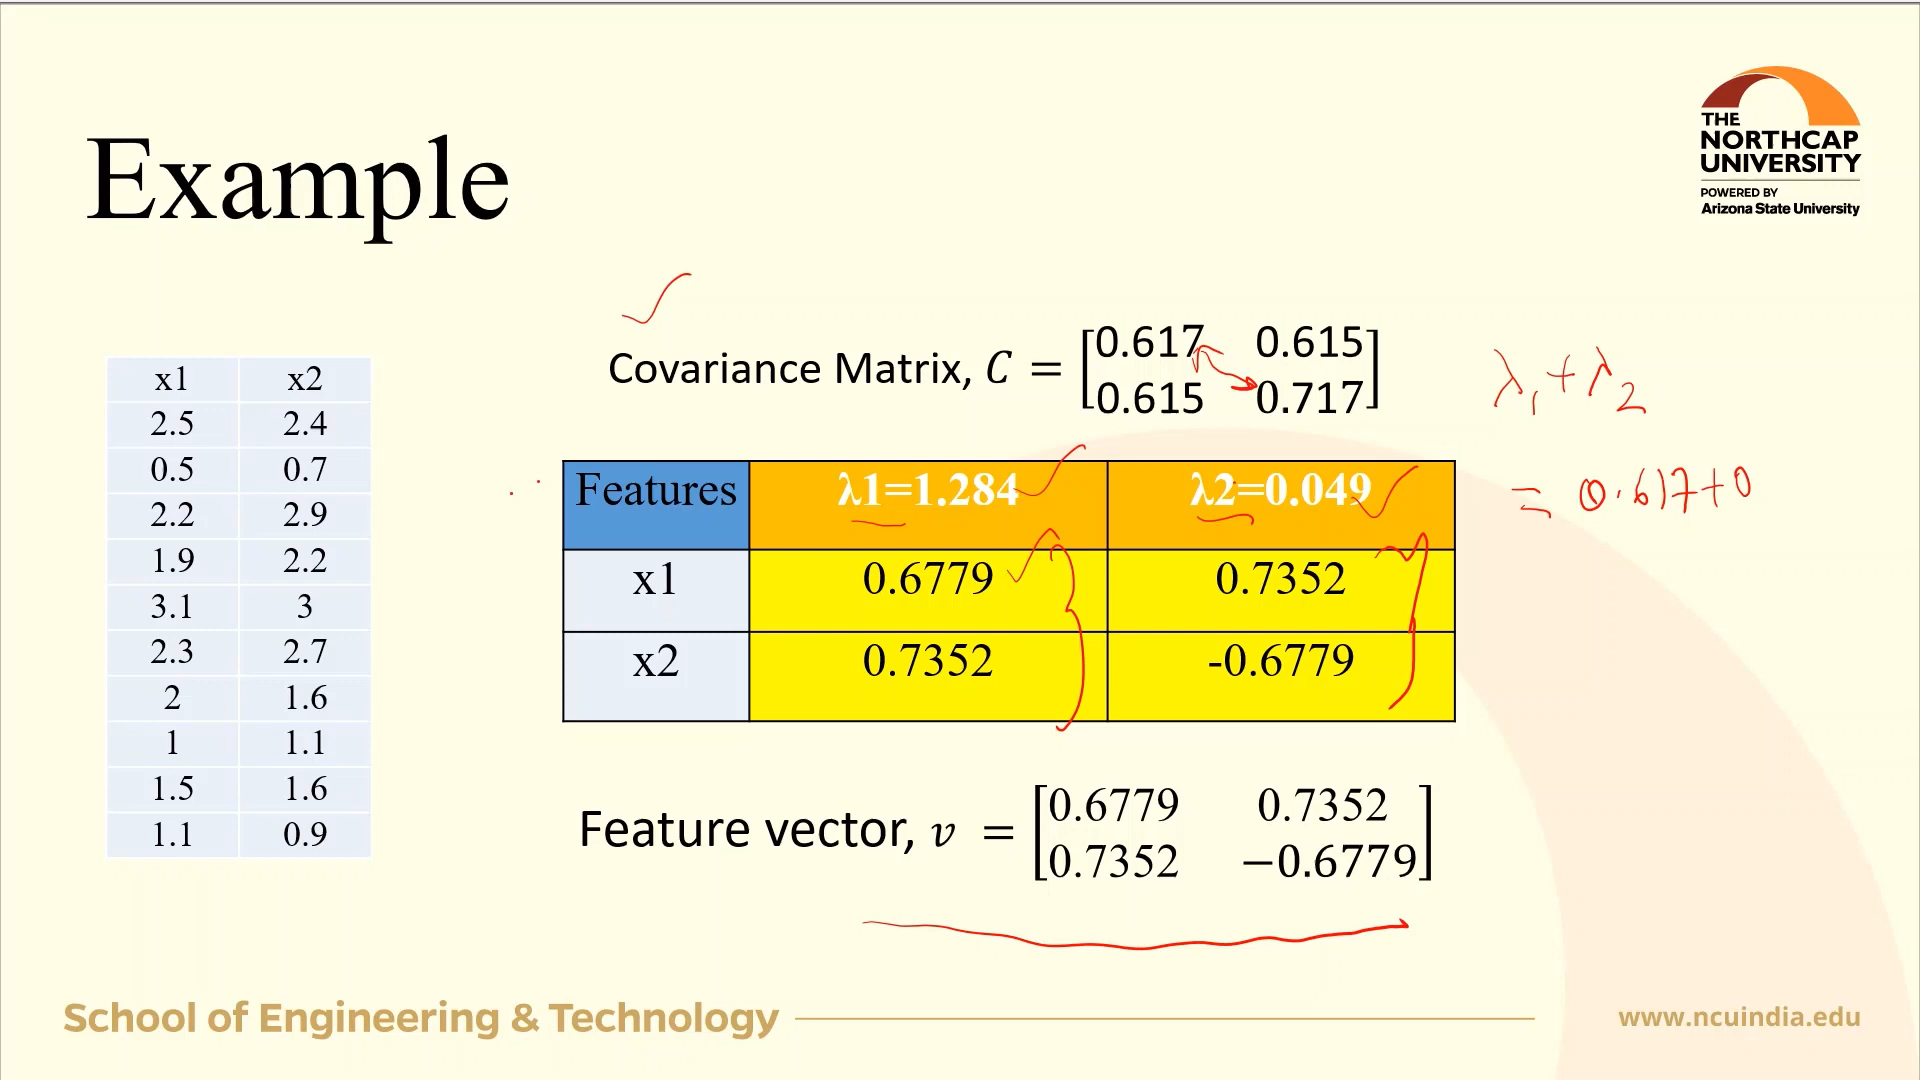 THE
NORTHCAP
UNIVERSITY
POWERED BY
Arizona State University
Example
x1 x2
2.5 2.4
0.5 0.7
2.2 2.9
1.9 2.2
3.1 3
2.3 2.7
2 1.6
1 1.1
1.5 1.6
1.1 0.9
Covariance Matrix, C = [0.617 0.615
0.615 0.717]
λ1+λ2
= 0.617+0
Features λ1=1.284 λ2=0.049
x1 0.6779 0.7352
x2 0.7352 -0.6779
Feature vector, v = [0.6779 0.7352
0.7352 −0.6779]
School of Engineering & Technology
www.ncuindia.edu